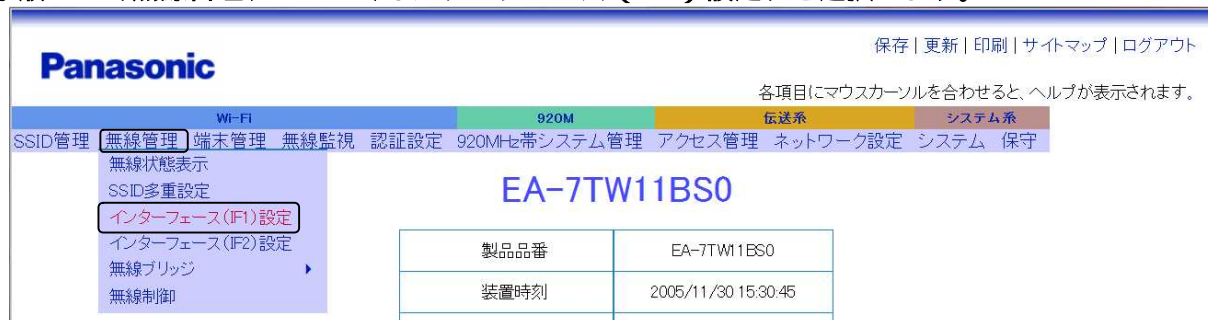 保存 | 更新 | 印刷 | サイトマップ | ログアウト
Panasonic
各項目にマウスカーソルを合わせると、ヘルプが表示されます。
Wi-Fi 920M 伝送系 システム系
SSID管理 無線管理 端末管理 無線監視 認証設定 920MHz帯システム管理 アクセス管理 ネットワーク設定 システム 保守
無線状態表示
SSID多重設定
インターフェース(IF1)設定
インターフェース(IF2)設定
無線ブリッジ
無線制御
EA-7TW11BS0
製品品番 EA-7TW11BS0
装置時刻 2005/11/30 15:30:45